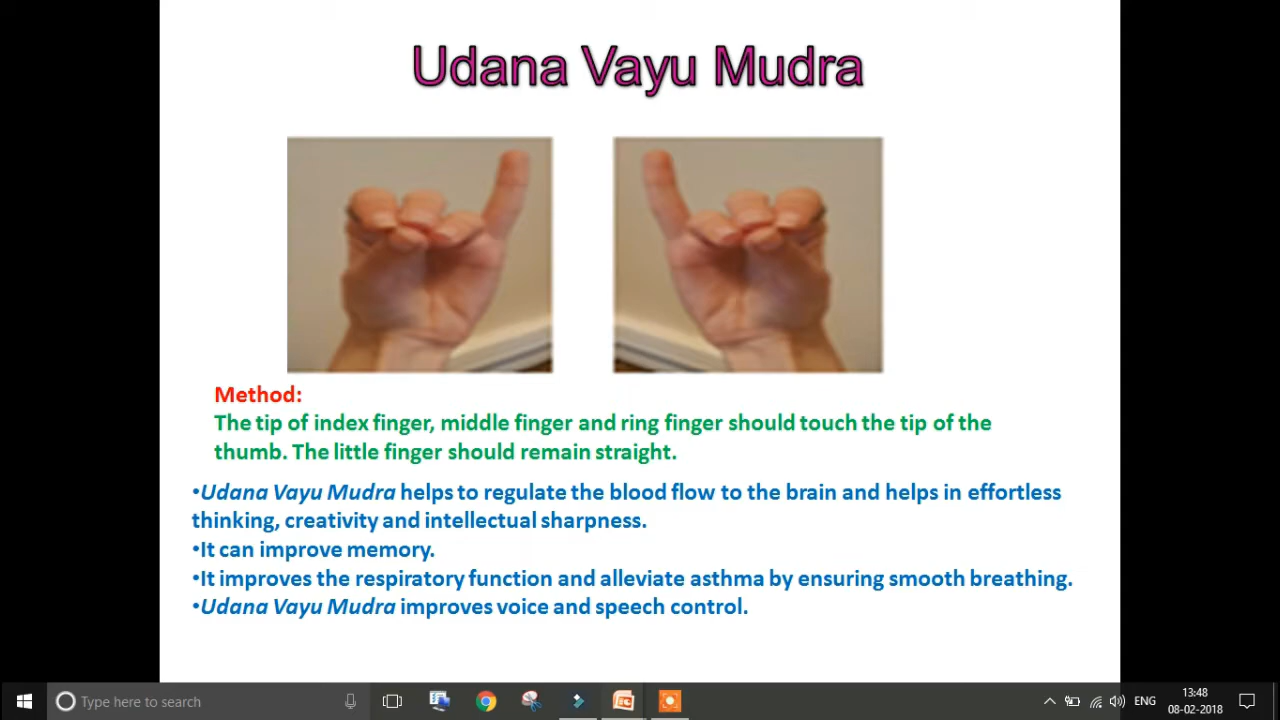 Udana Vayu Mudra
Method:
The tip of index finger, middle finger and ring finger should touch the tip of the
thumb. The little finger should remain straight.
•Udana Vayu Mudra helps to regulate the blood flow to the brain and helps in effortless
thinking, creativity and intellectual sharpness.
•It can improve memory.
•It improves the respiratory function and alleviate asthma by ensuring smooth breathing.
•Udana Vayu Mudra improves voice and speech control.
Type here to search
ENG
13:48
08-02-2018